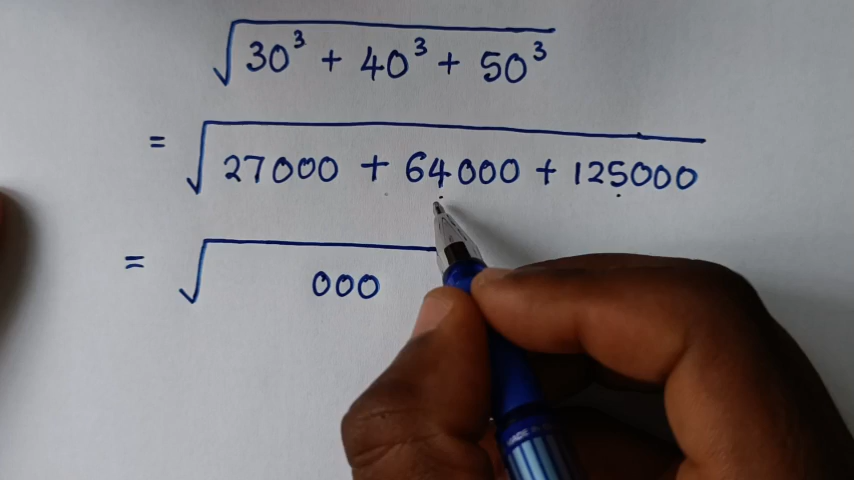 √30³ + 40³ + 50³
= √27000 + 64000 + 125000
= √ 000